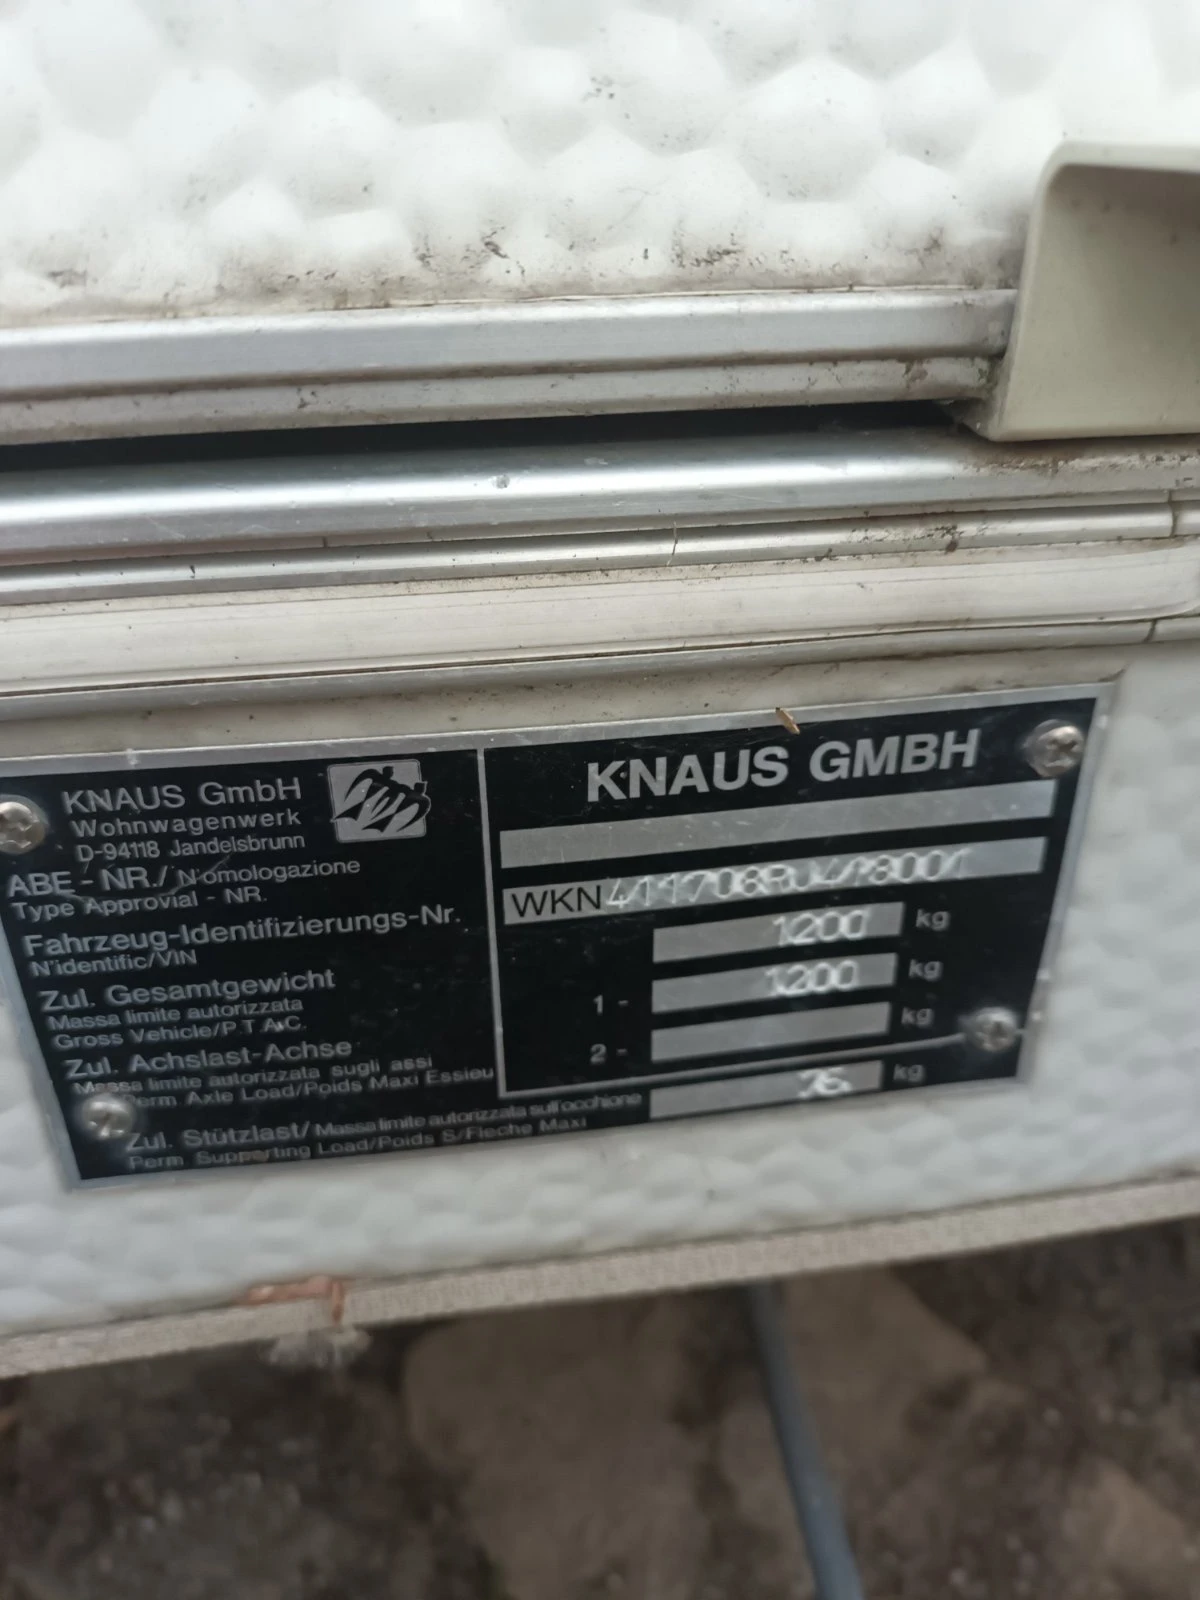 KNAUS GmbH
Wohnwagenwerk
D-94118 Jandelsbrunn
ABE - NR./ N'omologazione
Type Approvial - NR.
Fahrzeug-Identifizierungs-Nr.
N'identific/VIN
Zul. Gesamtgewicht
Massa limite autorizzata
Gross Vehicle/P.T.A.C.
Zul. Achslast-Achse
Massa limite autorizzata sugli assi
Perm Axle Load/Poids Maxi Essieu
Zul. Stützlast/ Massa limite autorizzata sull'occhione
Perm Supporting Load/Poids S/Fleche Maxi
KNAUS GMBH
WKN
1200 kg
1 - 1200 kg
2 - kg
kg